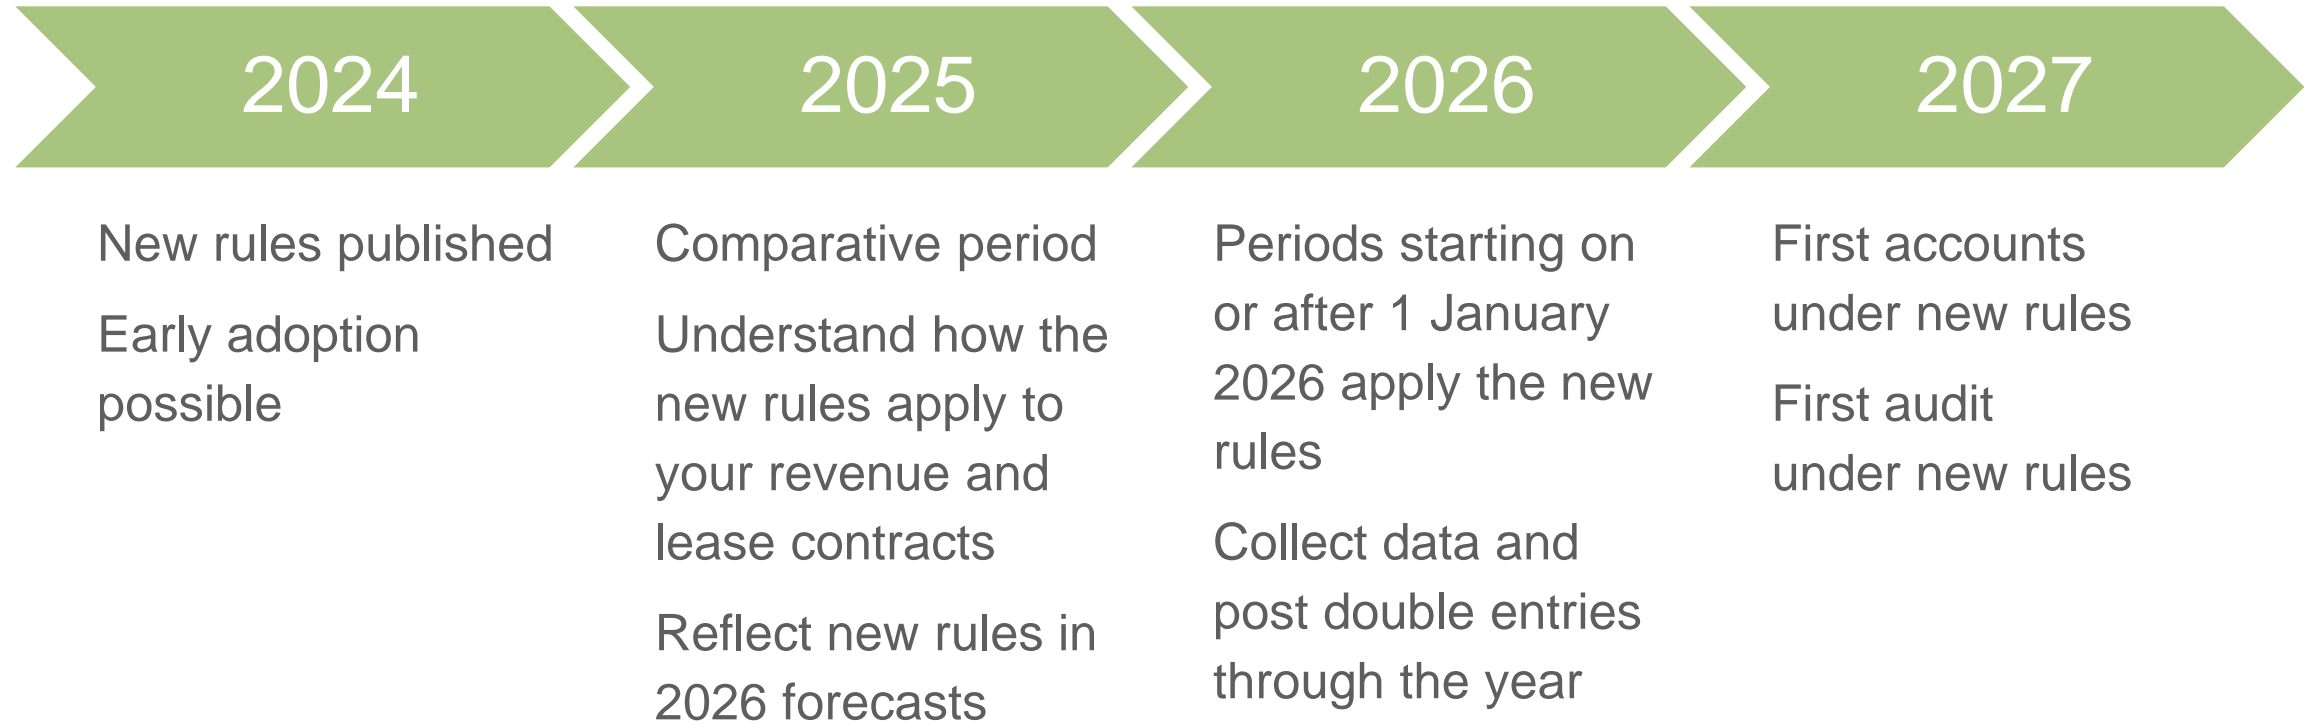 2024
New rules published
Early adoption
possible
2025
Comparative period
Understand how the
new rules apply to
your revenue and
lease contracts
Reflect new rules in
2026 forecasts
2026
Periods starting on
or after 1 January
2026 apply the new
rules
Collect data and
post double entries
through the year
2027
First accounts
under new rules
First audit
under new rules